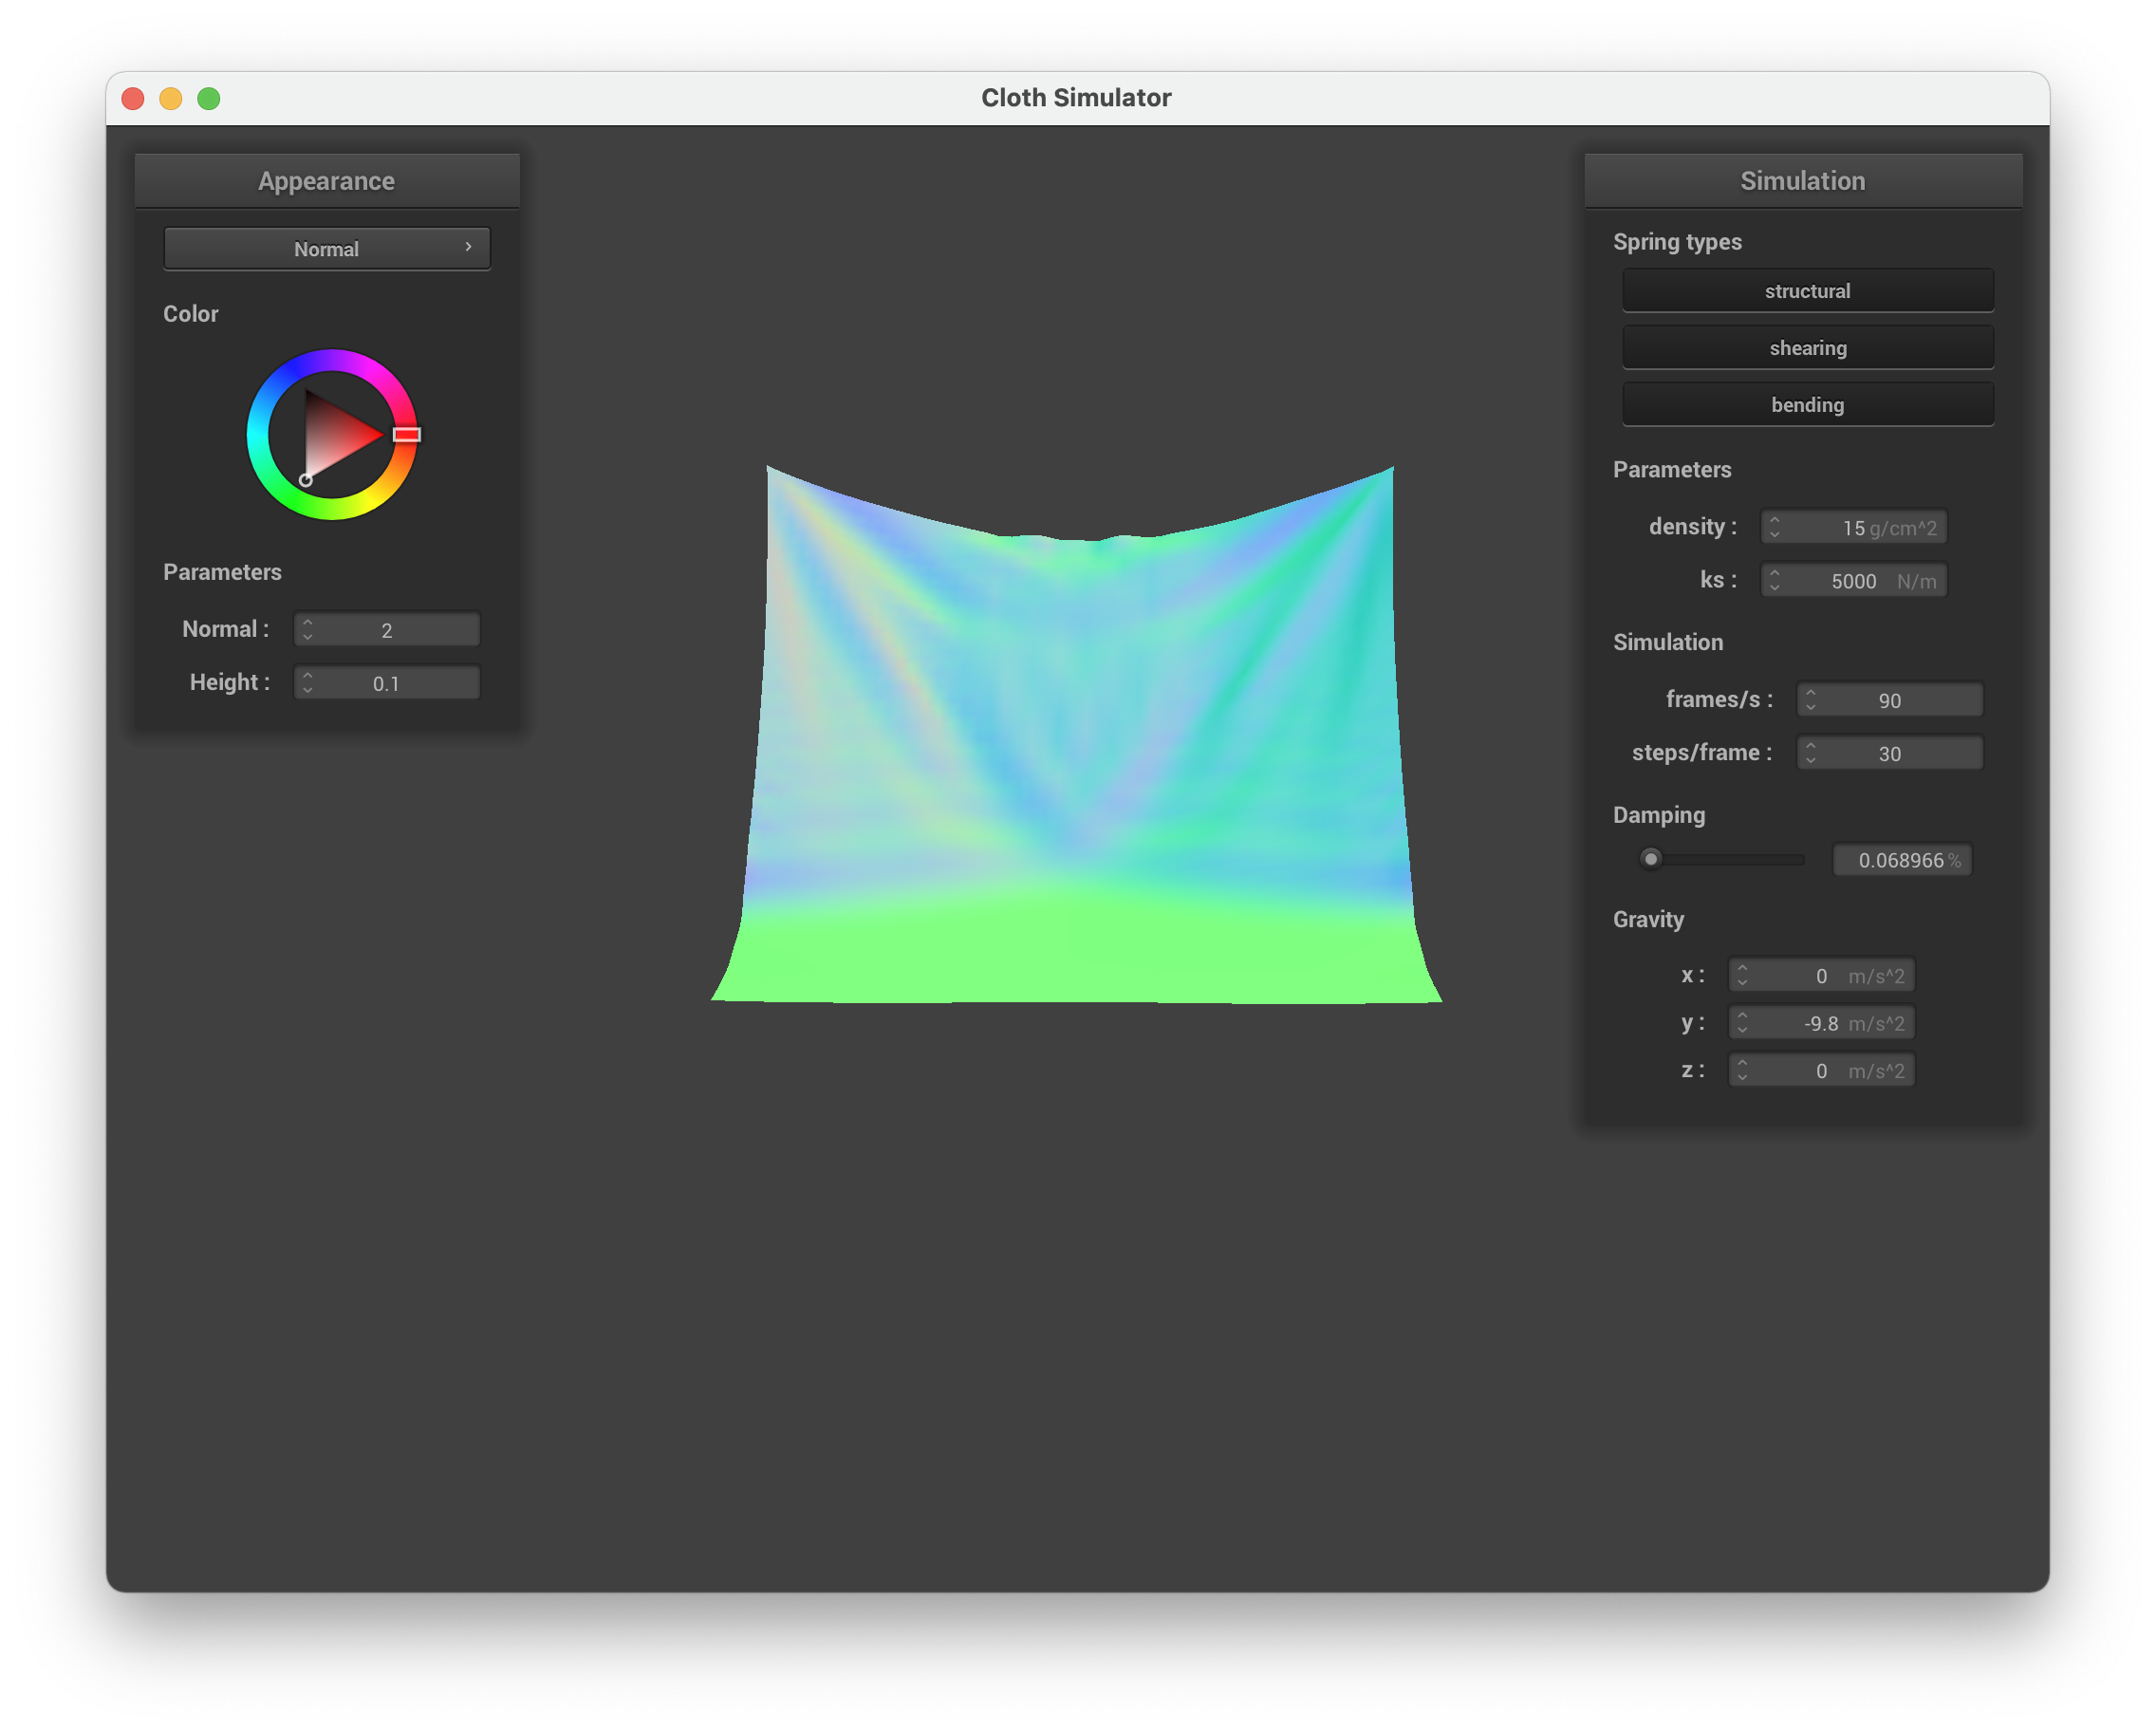 Cloth Simulator
Appearance
Normal
Color
Parameters
Normal : 2
Height : 0.1
Simulation
Spring types
structural
shearing
bending
Parameters
density : 15 g/cm^2
ks : 5000 N/m
Simulation
frames/s : 90
steps/frame : 30
Damping
0.068966 %
Gravity
x : 0 m/s^2
y : -9.8 m/s^2
z : 0 m/s^2